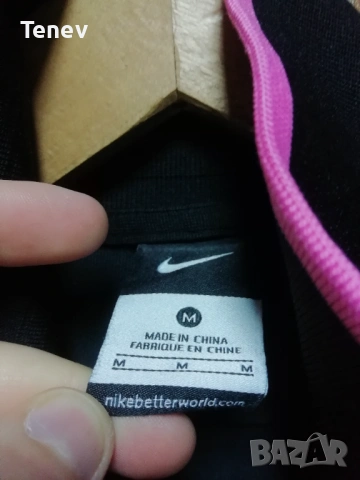 Tenev
M
MADE IN CHINA
FABRIQUE EN CHINE
M M M
nikebetterworld.com
BAZAR